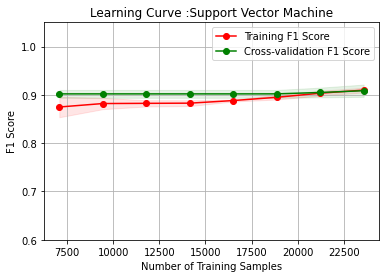 Learning Curve :Support Vector Machine
Training F1 Score
Cross-validation F1 Score
F1 Score
1.0
0.9
0.8
0.7
0.6
7500 10000 12500 15000 17500 20000 22500
Number of Training Samples